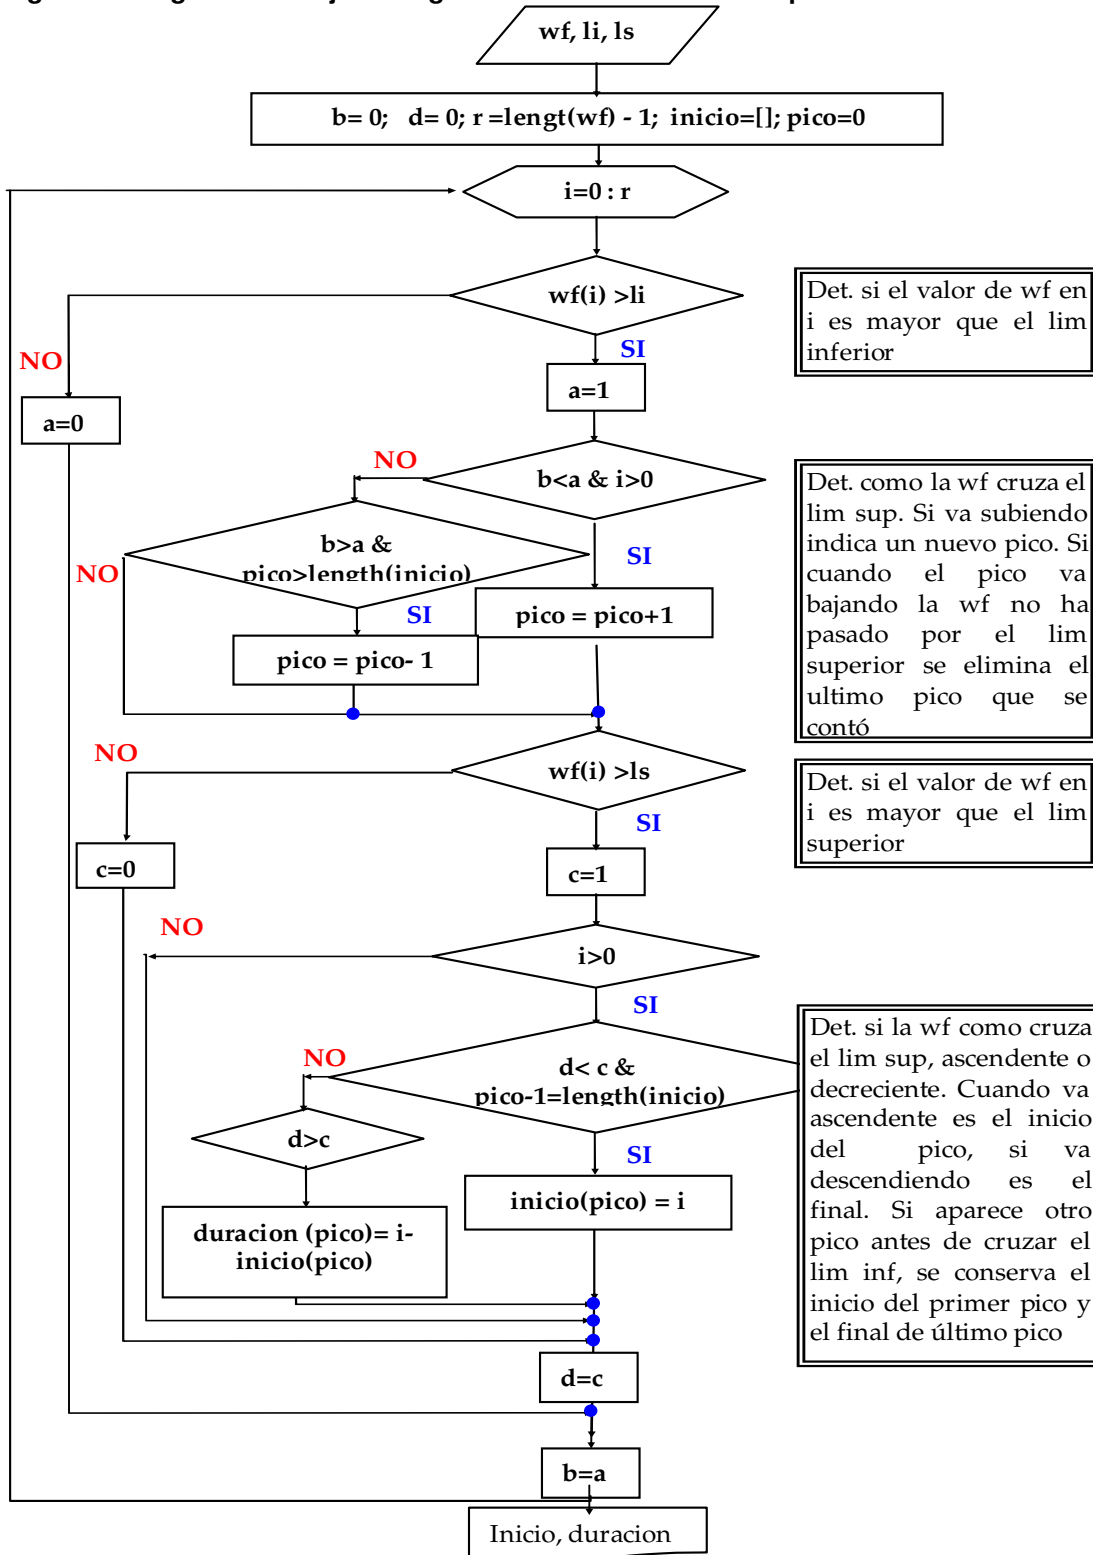 wf, li, ls
b= 0; d= 0; r =lengt(wf) - 1; inicio=[]; pico=0
i=0 : r
wf(i) >li
Det. si el valor de wf en
i es mayor que el lim
inferior
NO
SI
a=1
a=0
NO
b<a & i>0
Det. como la wf cruza el
lim sup. Si va subiendo
indica un nuevo pico. Si
cuando el pico va
bajando la wf no ha
pasado por el lim
superior se elimina el
ultimo pico que se
contó
b>a &
pico>length(inicio)
NO
SI
SI
pico = pico+1
pico = pico- 1
NO
wf(i) >ls
Det. si el valor de wf en
i es mayor que el lim
superior
SI
c=0
c=1
NO
i>0
SI
Det. si la wf como cruza
el lim sup, ascendente o
decreciente. Cuando va
ascendente es el inicio
del pico, si va
descendiendo es el
final. Si aparece otro
pico antes de cruzar el
lim inf, se conserva el
inicio del primer pico y
el final de último pico
NO
d< c &
pico-1=length(inicio)
d>c
SI
inicio(pico) = i
duracion (pico)= i-
inicio(pico)
d=c
b=a
Inicio, duracion